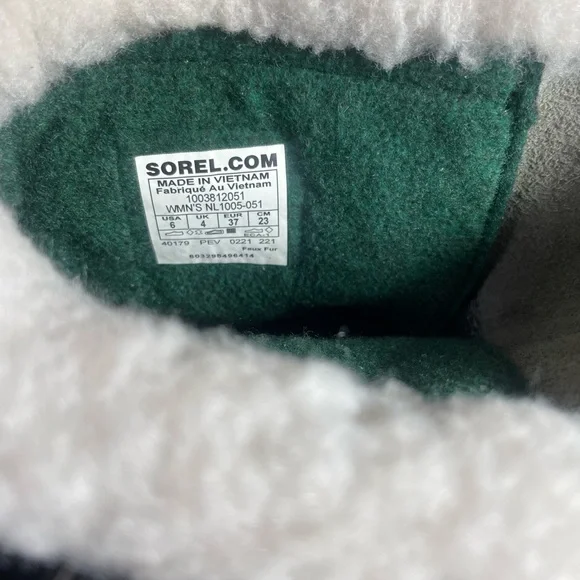 SOREL.COM
MADE IN VIETNAM
Fabriqué Au Vietnam
1003812051
WMN'S NL1005-051
USA UK EUR CM
6 4 37 23
40179 PEV 0221 221
Faux Fur